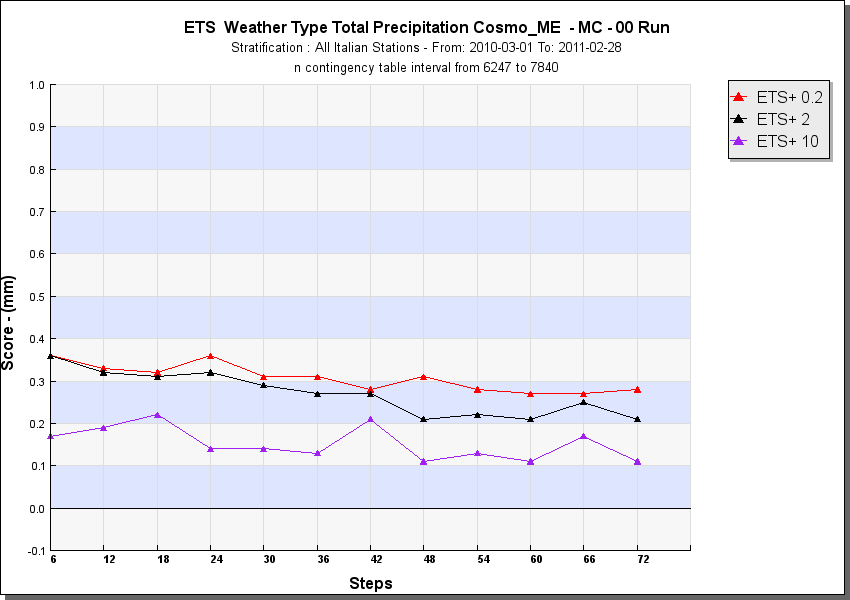 ETS Weather Type Total Precipitation Cosmo_ME - MC - 00 Run
Stratification : All Italian Stations - From: 2010-03-01 To: 2011-02-28
n contingency table interval from 6247 to 7840
ETS+ 0.2
ETS+ 2
ETS+ 10
Score - (mm)
1.0
0.9
0.8
0.7
0.6
0.5
0.4
0.3
0.2
0.1
0.0
-0.1
6 12 18 24 30 36 42 48 54 60 66 72
Steps